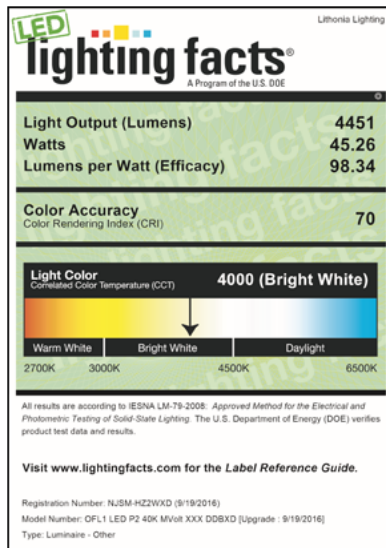 LED
Lithonia Lighting
lighting facts®
A Program of the U.S. DOE
Light Output (Lumens) 4451
Watts 45.26
Lumens per Watt (Efficacy) 98.34
Color Accuracy
Color Rendering Index (CRI) 70
Light Color
Correlated Color Temperature (CCT) 4000 (Bright White)
Warm White Bright White Daylight
2700K 3000K 4500K 6500K
All results are according to IESNA LM-79-2008: Approved Method for the Electrical and
Photometric Testing of Solid-State Lighting. The U.S. Department of Energy (DOE) verifies
product test data and results.
Visit www.lightingfacts.com for the Label Reference Guide.
Registration Number: NJSM-HZ2WXD (9/19/2016)
Model Number: OFL1 LED P2 40K MVolt XXX DDBXD [Upgrade : 9/19/2016]
Type: Luminaire - Other